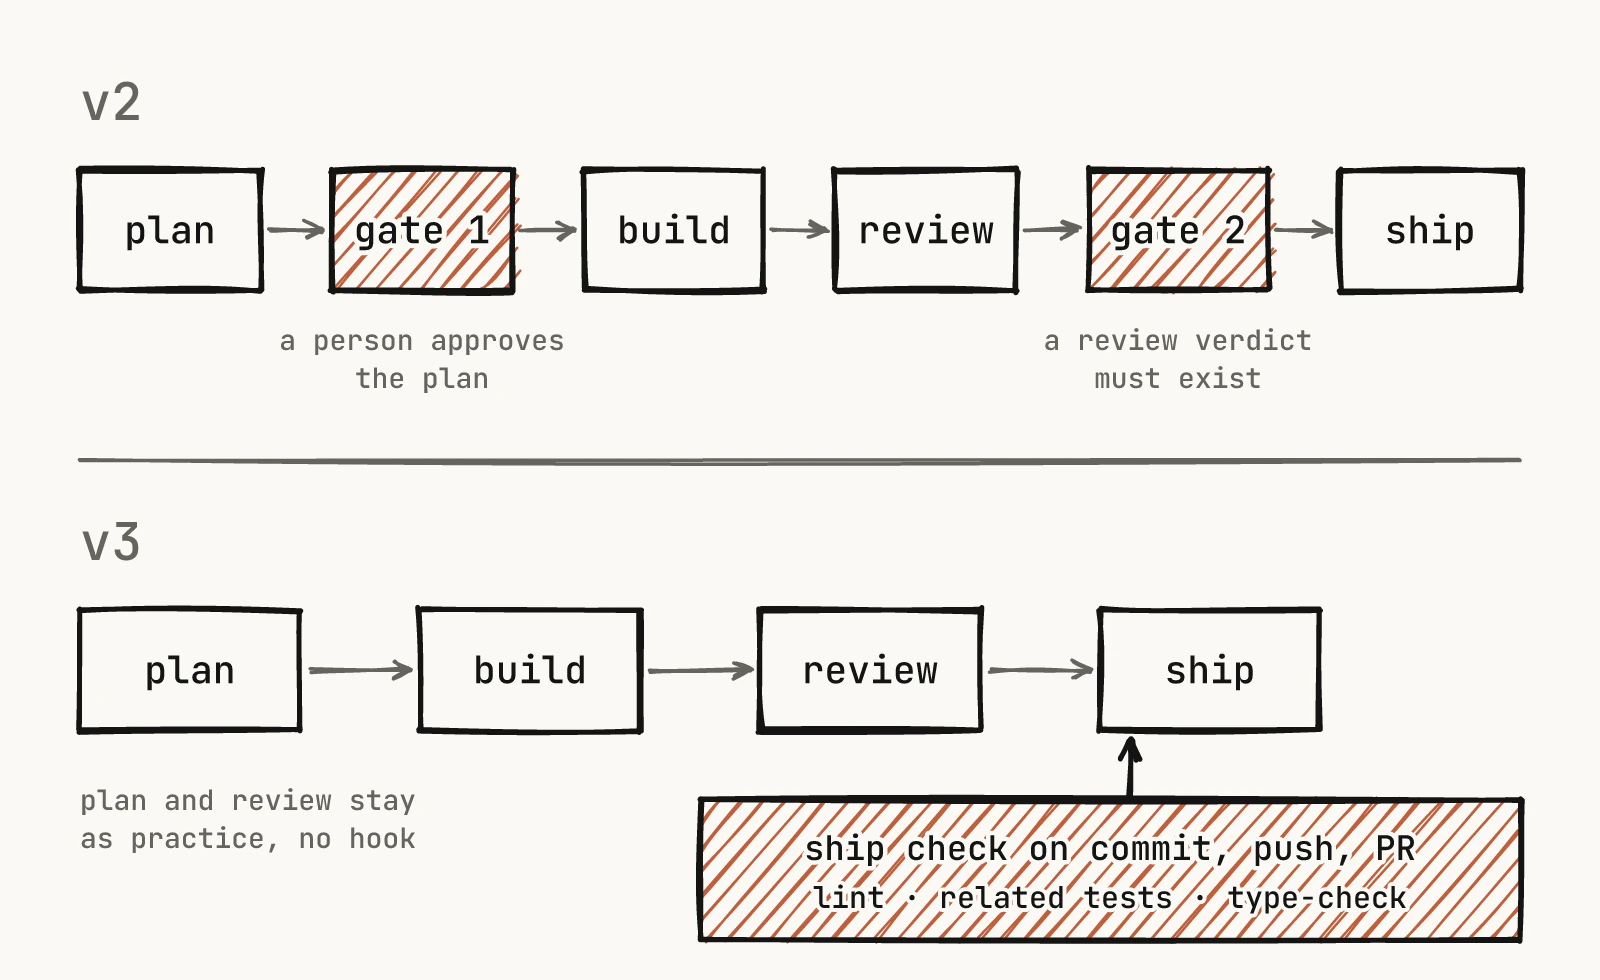 v2
plan
gate 1
build
review
gate 2
ship
a person approves
the plan
a review verdict
must exist
v3
plan
build
review
ship
plan and review stay
as practice, no hook
ship check on commit, push, PR
lint · related tests · type-check